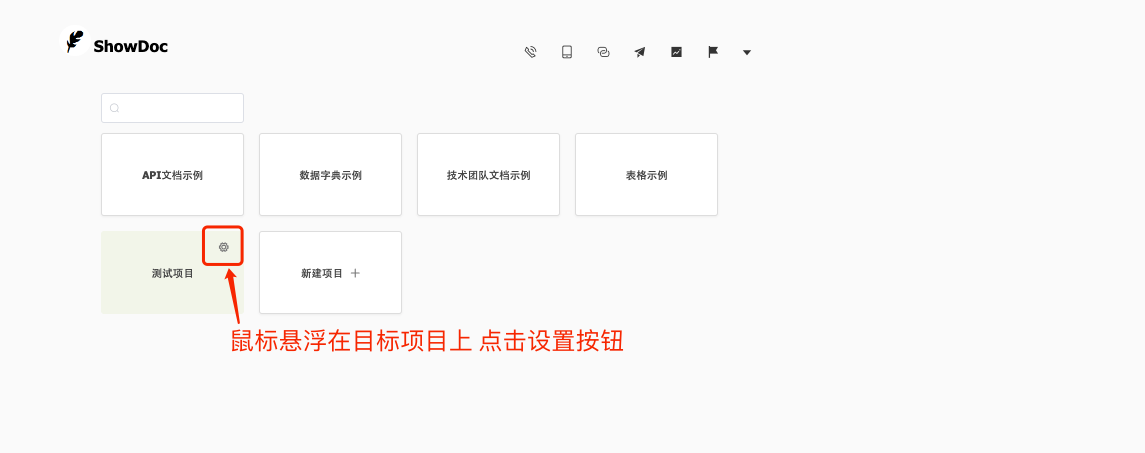 ShowDoc
API文档示例
数据字典示例
技术团队文档示例
表格示例
测试项目
新建项目
鼠标悬浮在目标项目上 点击设置按钮